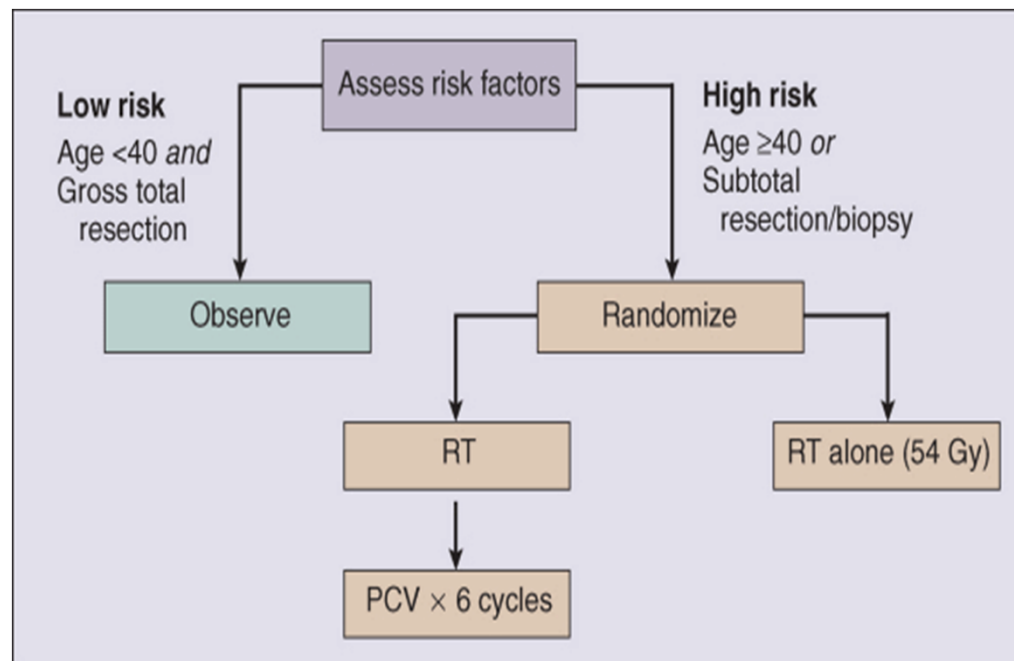 Assess risk factors
Low risk
Age <40 and
Gross total
resection
High risk
Age ≥40 or
Subtotal
resection/biopsy
Observe
Randomize
RT
RT alone (54 Gy)
PCV × 6 cycles